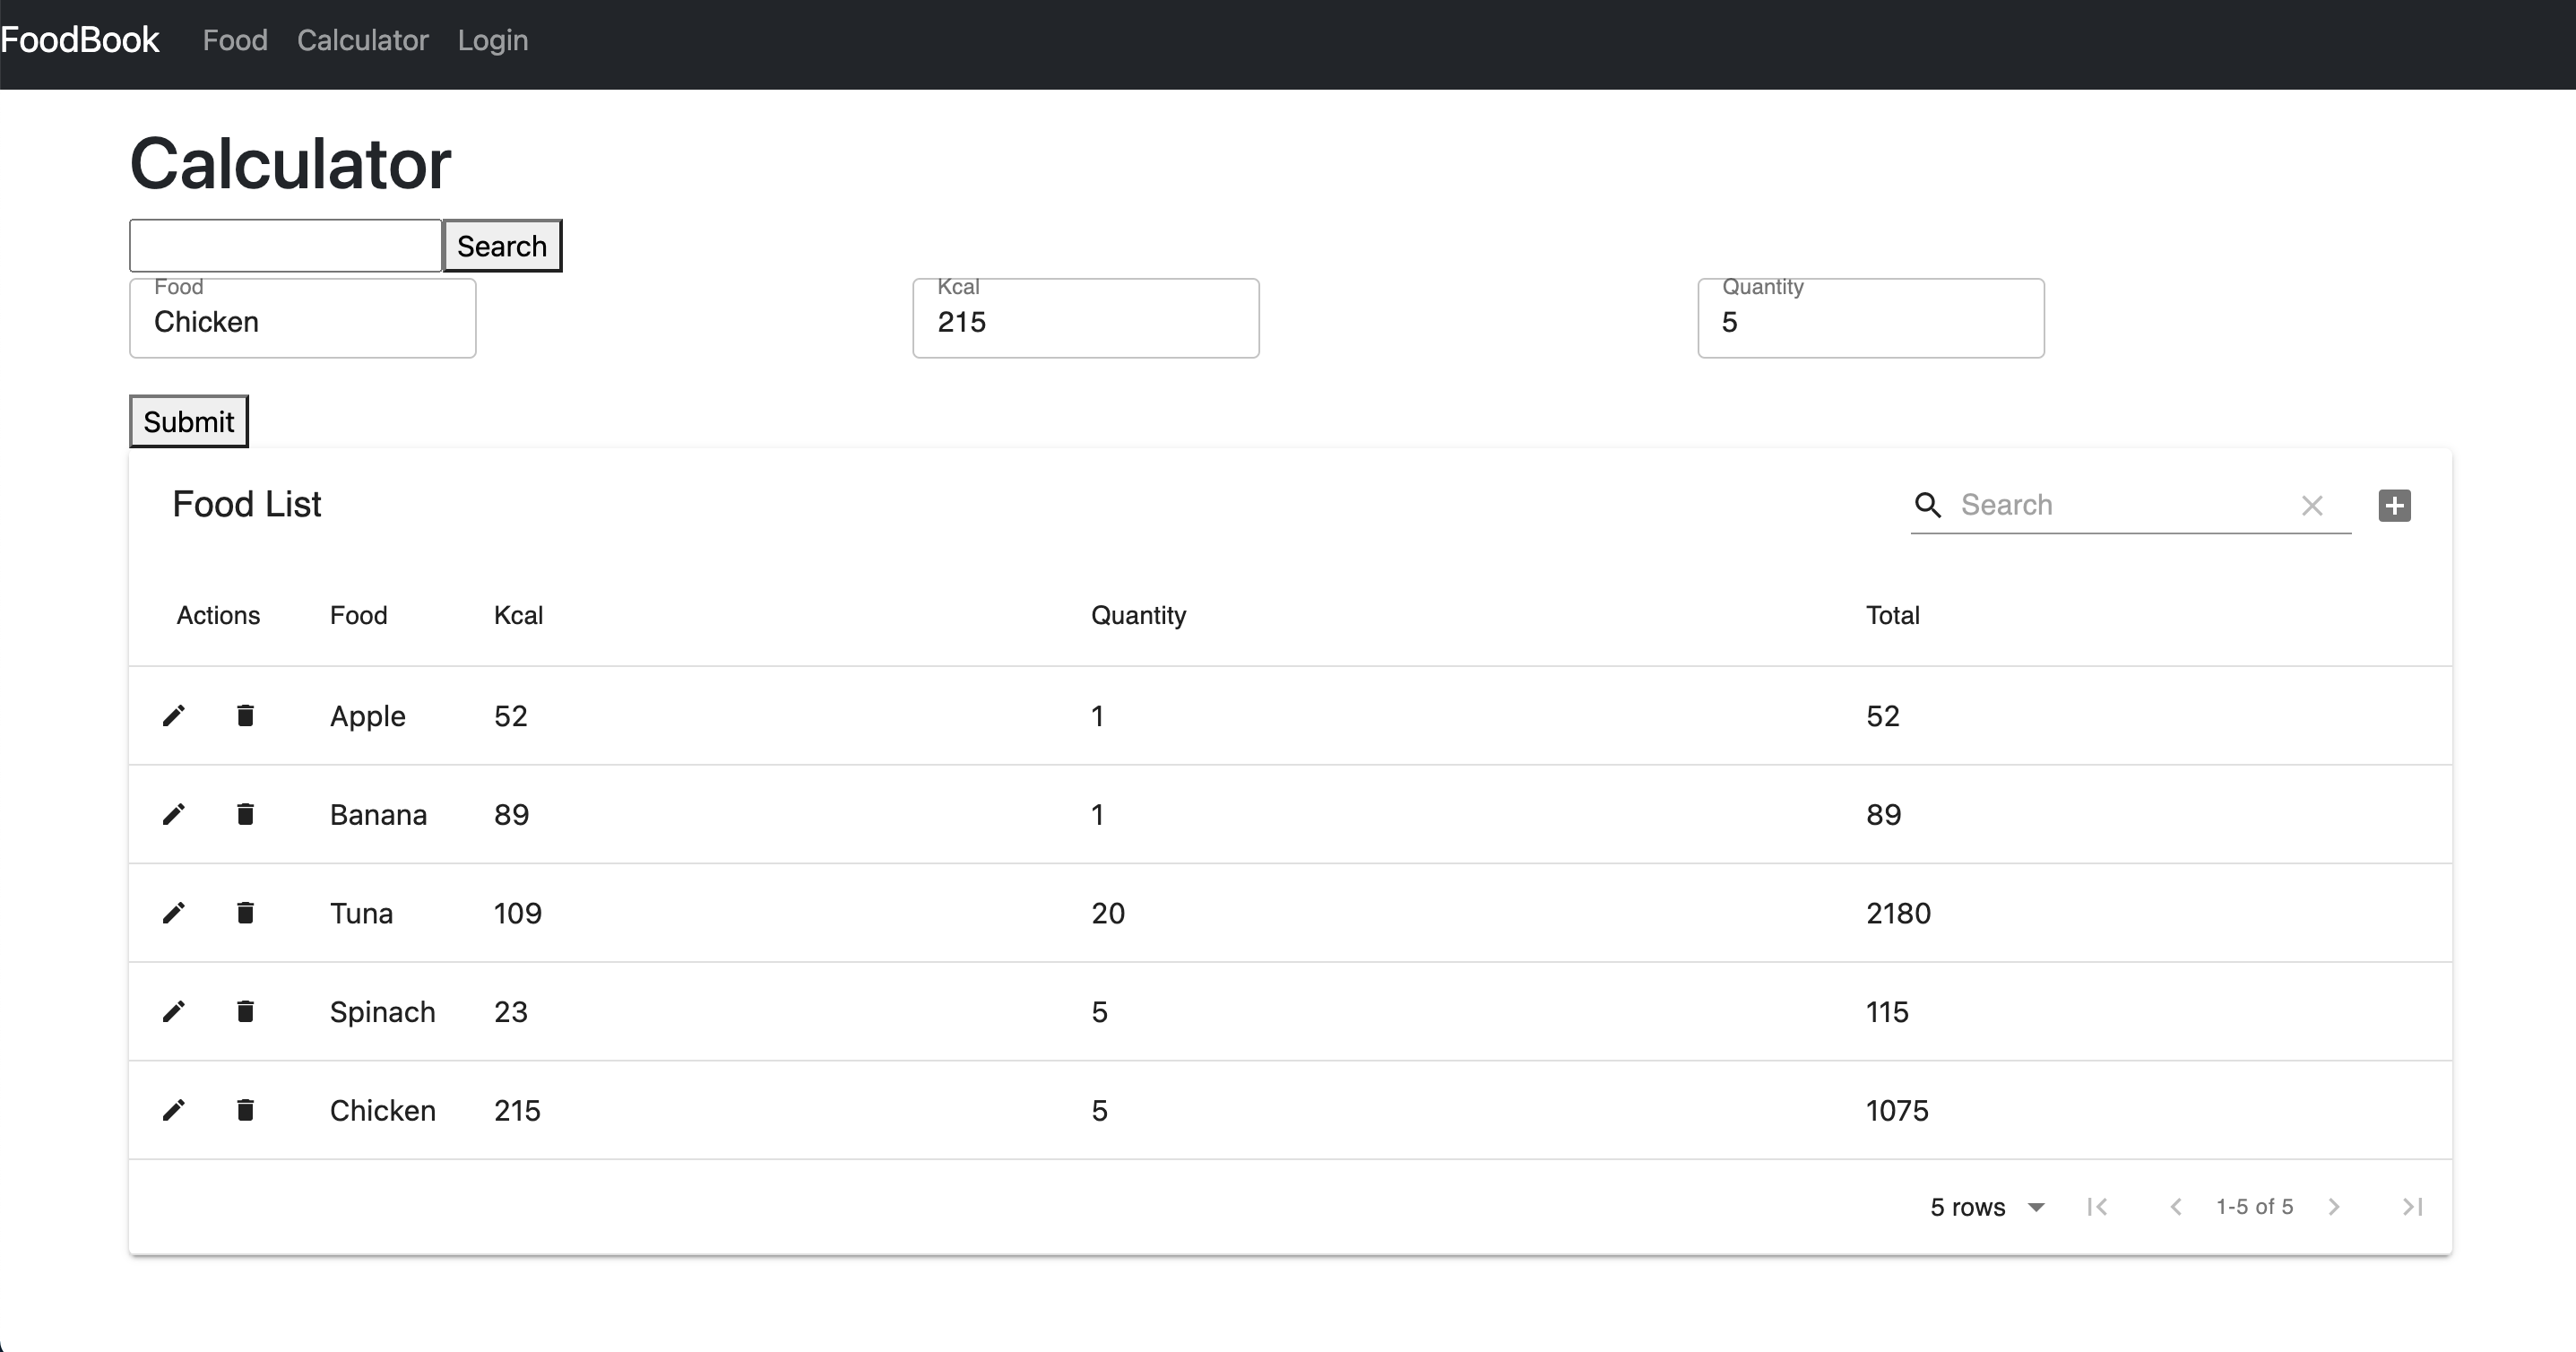 FoodBook Food Calculator Login
Calculator
Search
Food Kcal Quantity
Chicken 215 5
Submit
Food List Search
Actions Food Kcal Quantity Total
Apple 52 1 52
Banana 89 1 89
Tuna 109 20 2180
Spinach 23 5 115
Chicken 215 5 1075
5 rows 1-5 of 5